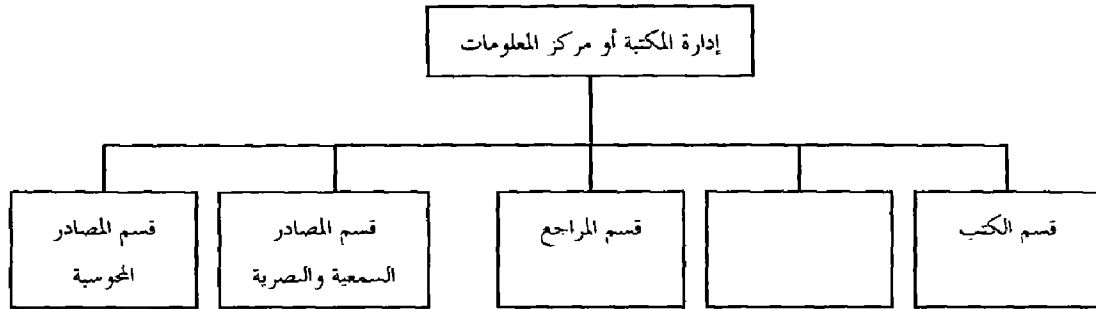 إدارة المكتبة أو مركز المعلومات
قسم الكتب
قسم المراجع
قسم المصادر
السمعية والبصرية
قسم المصادر
المحوسبة